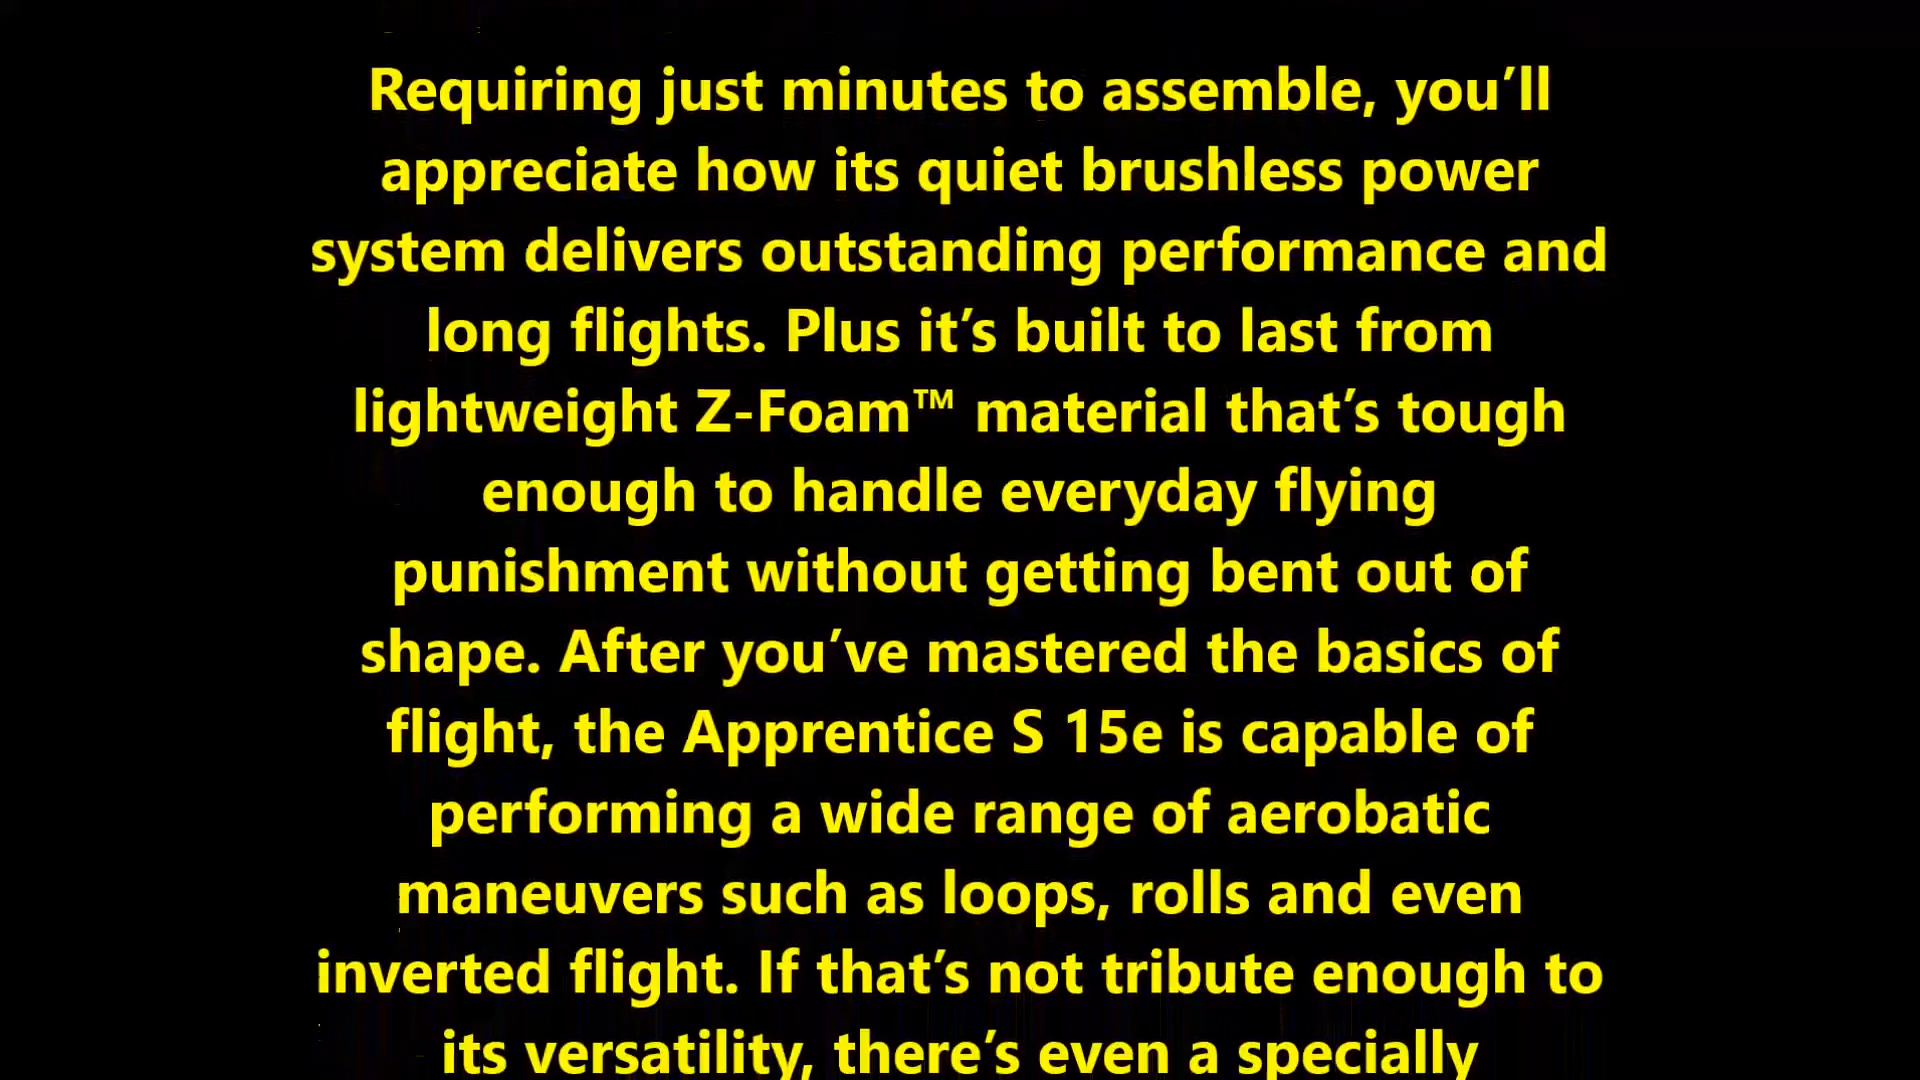 Requiring just minutes to assemble, you’ll
appreciate how its quiet brushless power
system delivers outstanding performance and
long flights. Plus it’s built to last from
lightweight Z-Foam™ material that’s tough
enough to handle everyday flying
punishment without getting bent out of
shape. After you’ve mastered the basics of
flight, the Apprentice S 15e is capable of
performing a wide range of aerobatic
maneuvers such as loops, rolls and even
inverted flight. If that’s not tribute enough to
its versatility, there’s even a specially